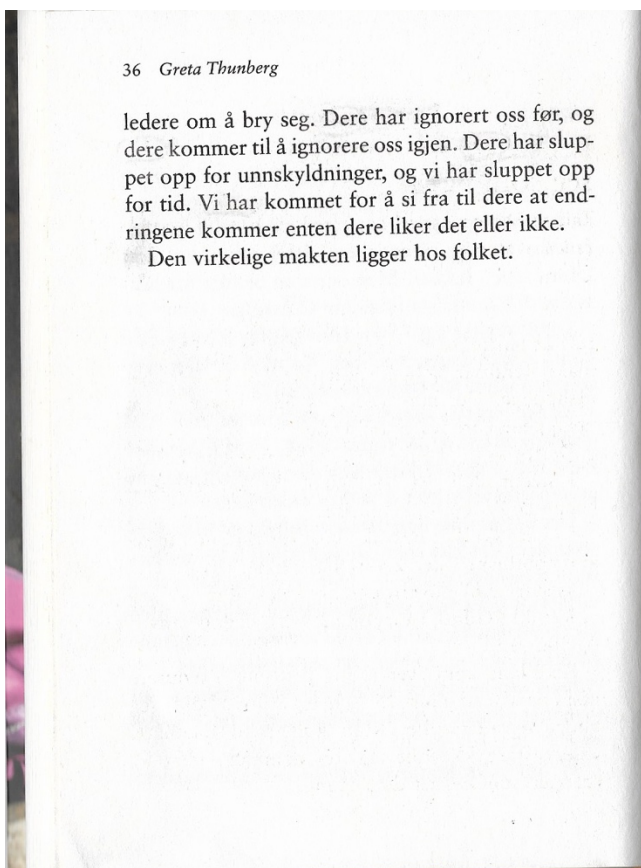 36 Greta Thunberg
ledere om å bry seg. Dere har ignorert oss før, og
dere kommer til å ignorere oss igjen. Dere har slup-
pet opp for unnskyldninger, og vi har sluppet opp
for tid. Vi har kommet for å si fra til dere at end-
ringene kommer enten dere liker det eller ikke.
Den virkelige makten ligger hos folket.